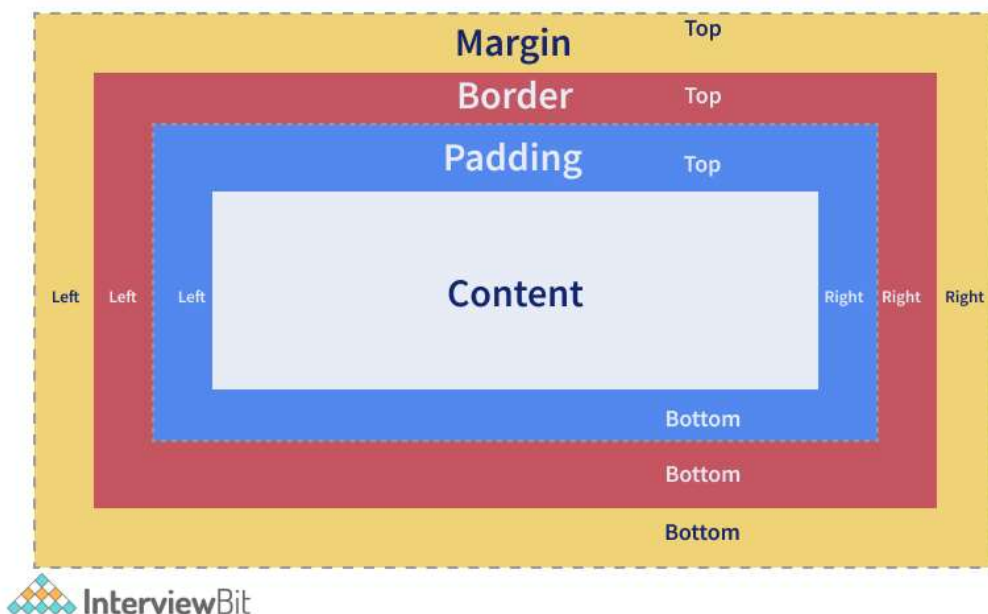 Margin Top
Border Top
Padding Top
Left Left Left Content Right Right Right
Bottom
Bottom
Bottom
InterviewBit